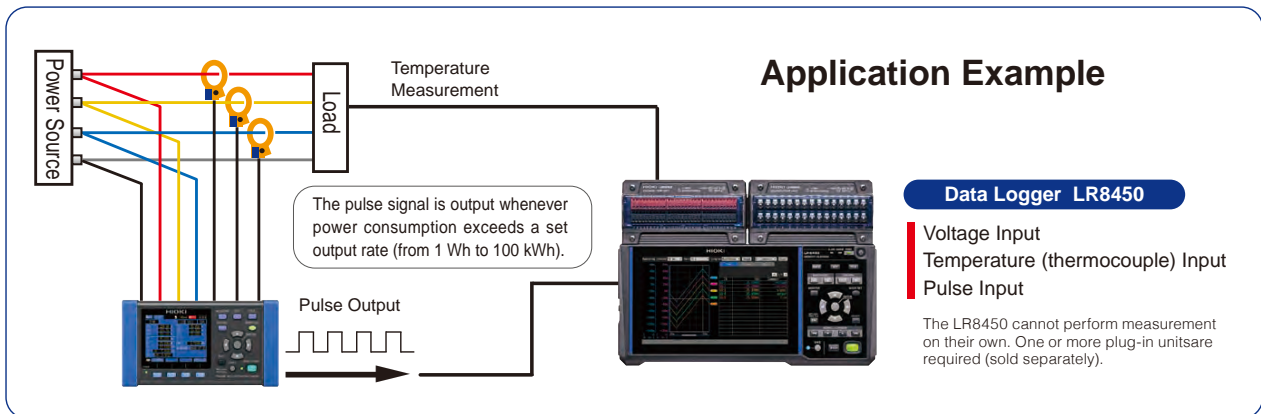 Application Example
Power Source
Load
Temperature
Measurement
The pulse signal is output whenever
power consumption exceeds a set
output rate (from 1 Wh to 100 kWh).
Pulse Output
HIOKI
HIOKI
Data Logger LR8450
Voltage Input
Temperature (thermocouple) Input
Pulse Input
The LR8450 cannot perform measurement
on their own. One or more plug-in unitsare
required (sold separately).